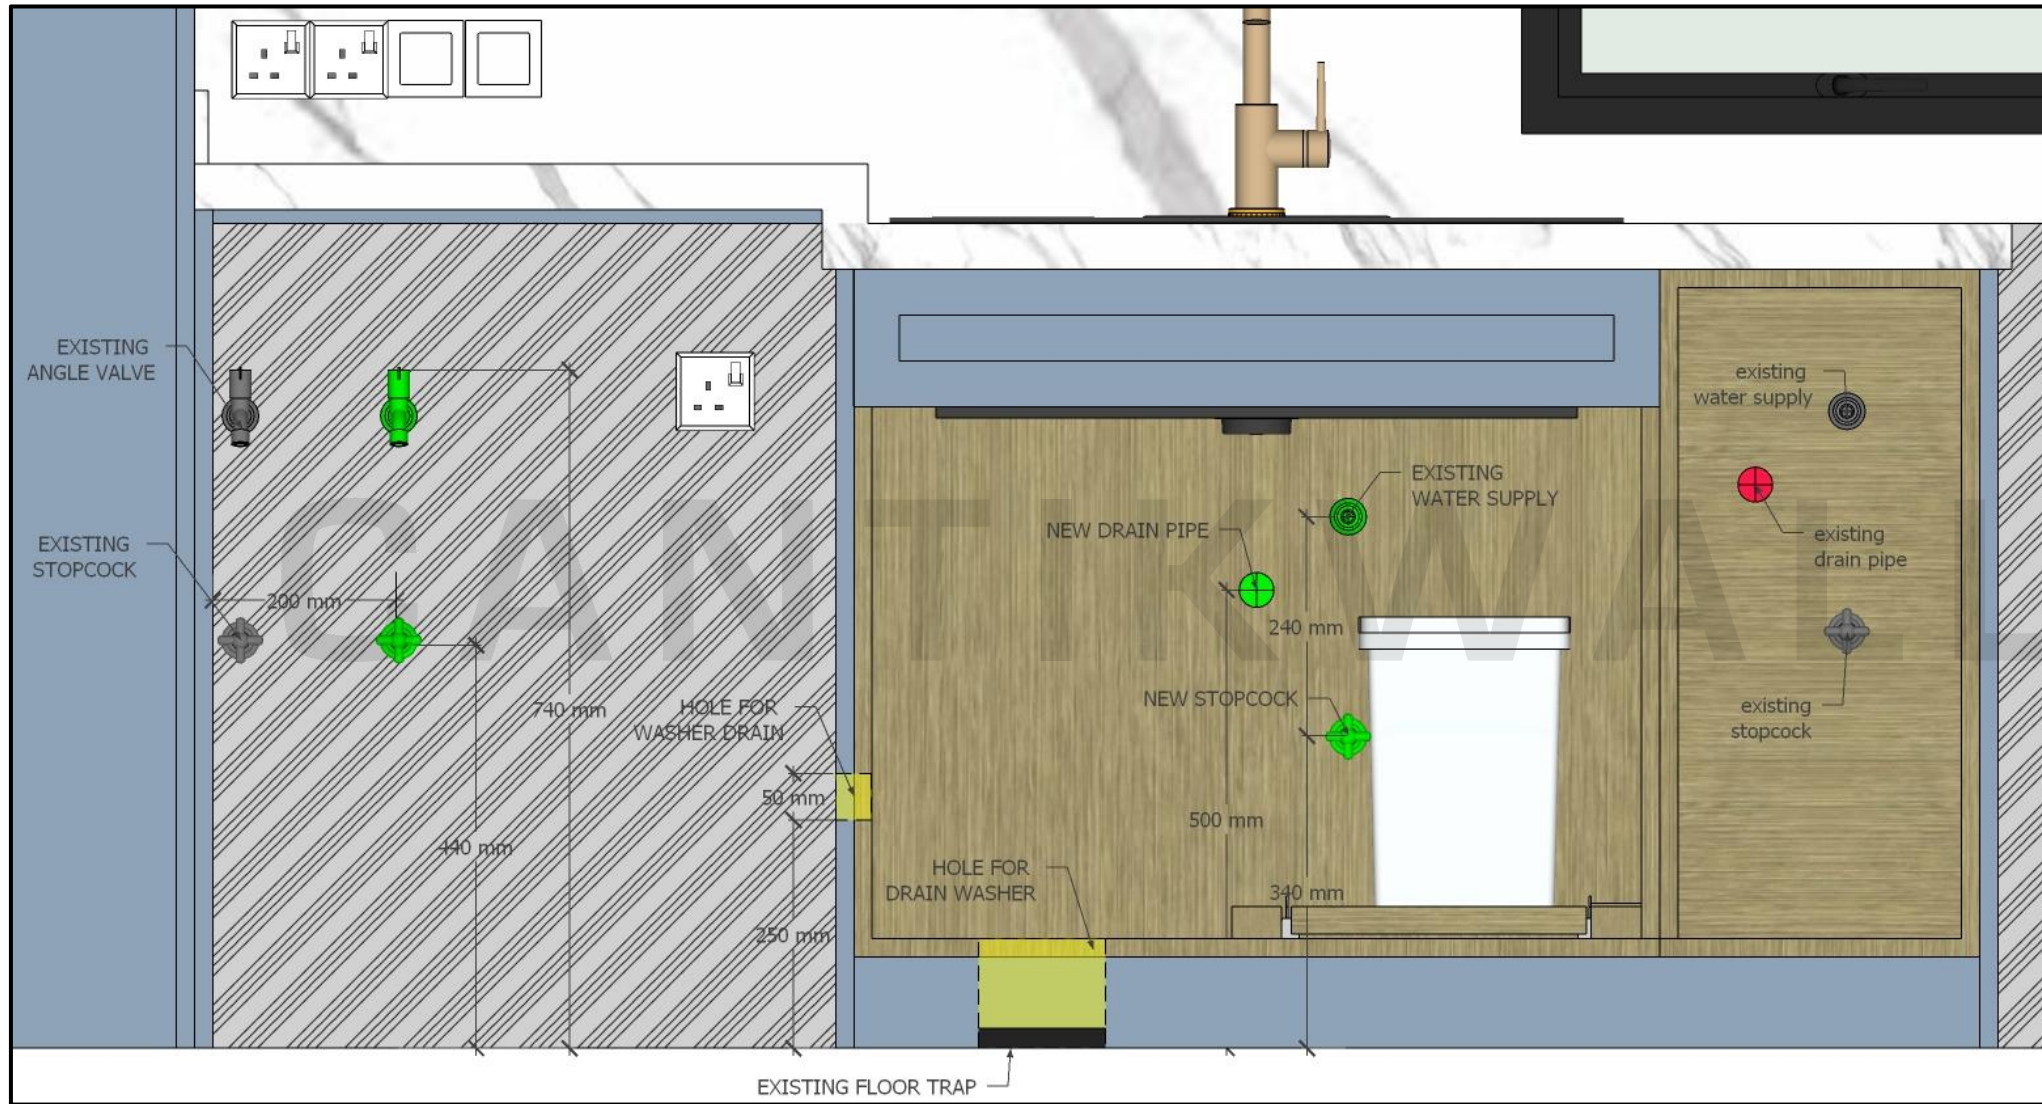 EXISTING
ANGLE VALVE
existing
water supply
EXISTING
WATER SUPPLY
NEW DRAIN PIPE
EXISTING
STOPCOCK
existing
drain pipe
CANTIKWALL
200 mm
240 mm
NEW STOPCOCK
740 mm
HOLE FOR
WASHER DRAIN
existing
stopcock
50 mm
500 mm
440 mm
HOLE FOR
DRAIN WASHER
340 mm
250 mm
EXISTING FLOOR TRAP